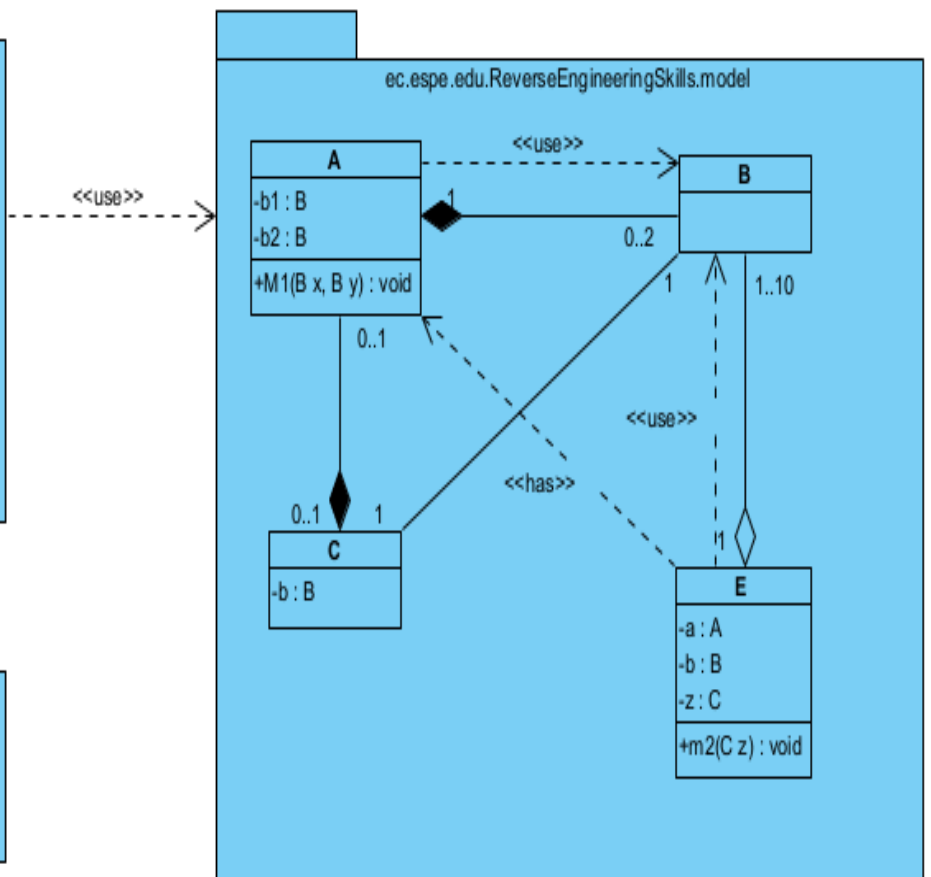 ec.espe.edu.ReverseEngineeringSkills.model
<<use>>
<<use>>
A
-b1 : B
-b2 : B
+M1(B x, B y) : void
B
1
0..2
0..1
1
1..10
<<use>>
<<has>>
0..1
1
1
C
-b : B
E
-a : A
-b : B
-z : C
+m2(C z) : void